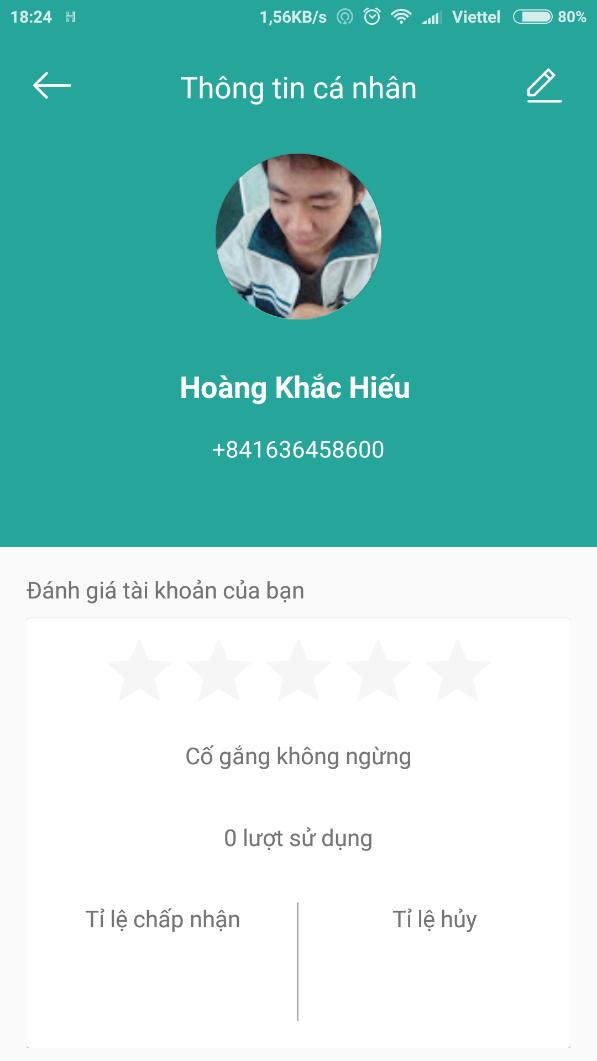 18:24 H 1,56KB/s Viettel 80%
Thông tin cá nhân
Hoàng Khắc Hiếu
+841636458600
Đánh giá tài khoản của bạn
Cố gắng không ngừng
0 lượt sử dụng
Tỉ lệ chấp nhận Tỉ lệ hủy